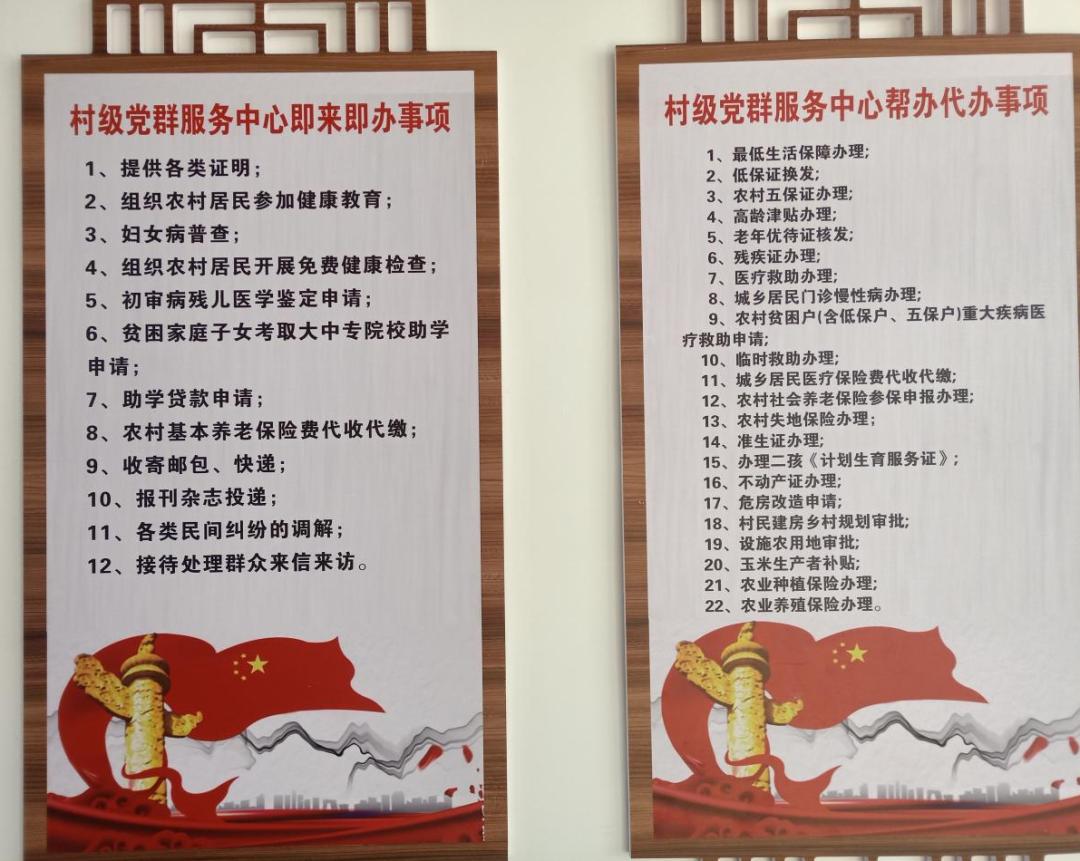 村级党群服务中心即来即办事项
1、提供各类证明;
2、组织农村居民参加健康教育;
3、妇女病普查;
4、组织农村居民开展免费健康检查;
5、初审病残儿医学鉴定申请;
6、贫困家庭子女考取大中专院校助学
申请;
7、助学贷款申请;
8、农村基本养老保险费代收代缴;
9、收寄邮包、快递;
10、报刊杂志投递;
11、各类民间纠纷的调解;
12、接待处理群众来信来访。
村级党群服务中心帮办代办事项
1、最低生活保障办理;
2、低保证换发;
3、农村五保证办理;
4、高龄津贴办理;
5、老年优待证核发;
6、残疾证办理;
7、医疗救助办理;
8、城乡居民门诊慢性病办理;
9、农村贫困户(含低保户、五保户)重大疾病医
疗救助申请;
10、临时救助办理;
11、城乡居民医疗保险费代收代缴;
12、农村社会养老保险参保申报办理;
13、农村失地保险办理;
14、准生证办理;
15、办理二孩《计划生育服务证》;
16、不动产证办理;
17、危房改造申请;
18、村民建房乡村规划审批;
19、设施农用地审批;
20、玉米生产者补贴;
21、农业种植保险办理;
22、农业养殖保险办理。